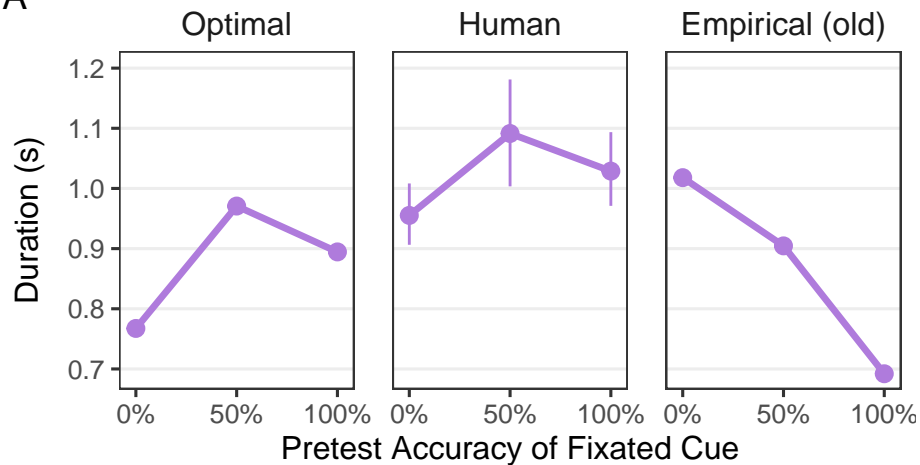 A
Optimal
Human
Empirical (old)
Duration (s)
1.2
1.1
1.0
0.9
0.8
0.7
0% 50% 100%
0% 50% 100%
0% 50% 100%
Pretest Accuracy of Fixated Cue